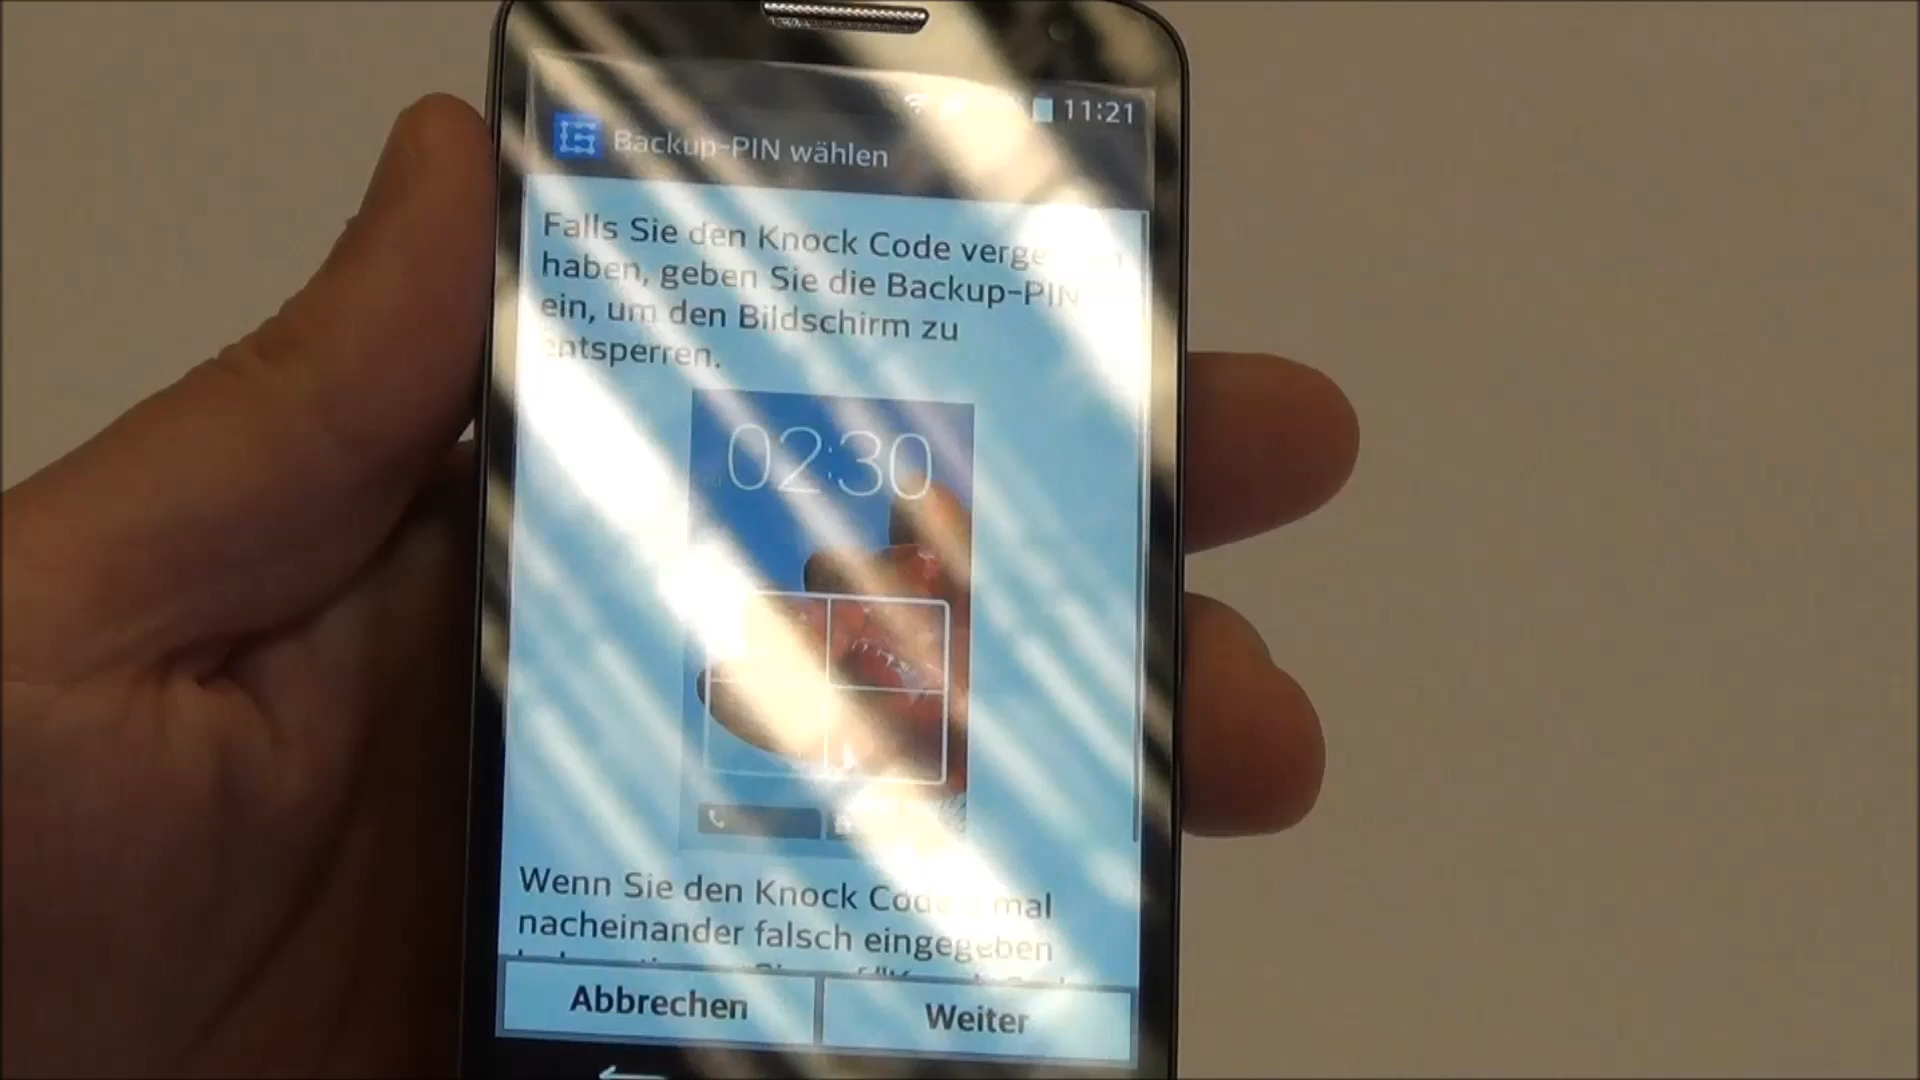 11:21
Backup-PIN wählen
Falls Sie den Knock Code
haben, geben Sie die Backup-PIN
ein, um den Bildschirm zu
entsperren.
02:30
Wenn Sie den Knock Code mal
nacheinander falsch eingegeben
Abbrechen
Weiter